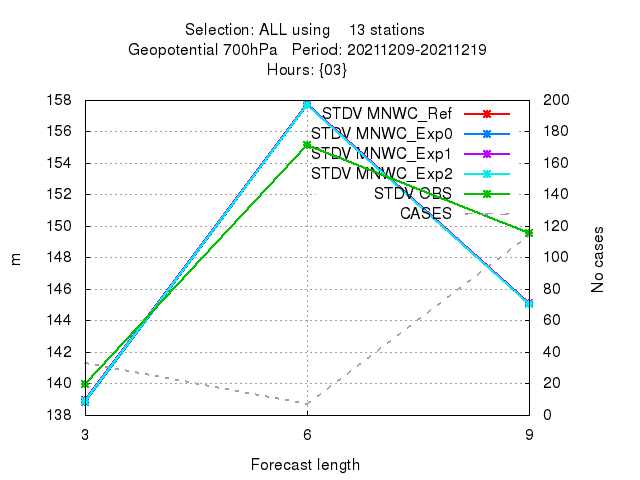 Selection: ALL using 13 stations
Geopotential 700hPa Period: 20211209-20211219
Hours: {03}
158 200
156 180
154 160
152 140
150 120
148 100
146 80
144 60
142 40
140 20
138 0
m
No cases
STDV MNWC_Ref
STDV MNWC_Exp0
STDV MNWC_Exp1
STDV MNWC_Exp2
STDV OBS
CASES
3 6 9
Forecast length